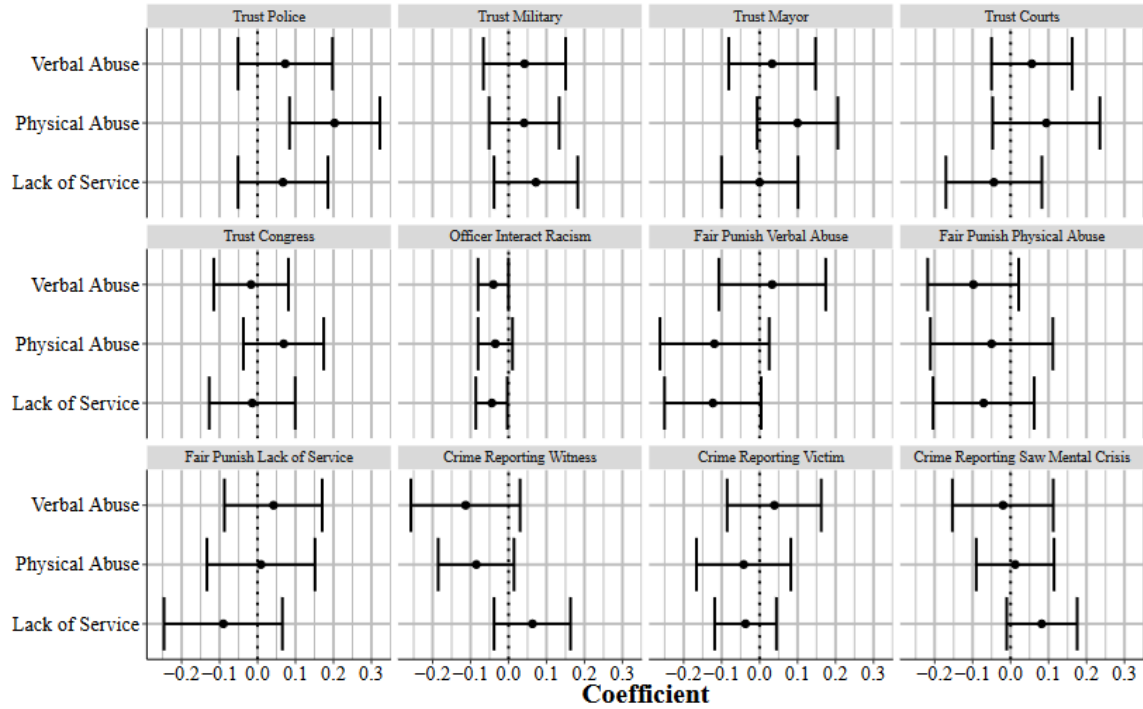 Trust Police Trust Military Trust Mayor Trust Courts
Verbal Abuse
Physical Abuse
Lack of Service
Trust Congress Officer Interact Racism Fair Punish Verbal Abuse Fair Punish Physical Abuse
Verbal Abuse
Physical Abuse
Lack of Service
Fair Punish Lack of Service Crime Reporting Witness Crime Reporting Victim Crime Reporting Saw Mental Crisis
Verbal Abuse
Physical Abuse
Lack of Service
−0.2 −0.1 0.0 0.1 0.2 0.3 −0.2 −0.1 0.0 0.1 0.2 0.3 −0.2 −0.1 0.0 0.1 0.2 0.3 −0.2 −0.1 0.0 0.1 0.2 0.3
Coefficient